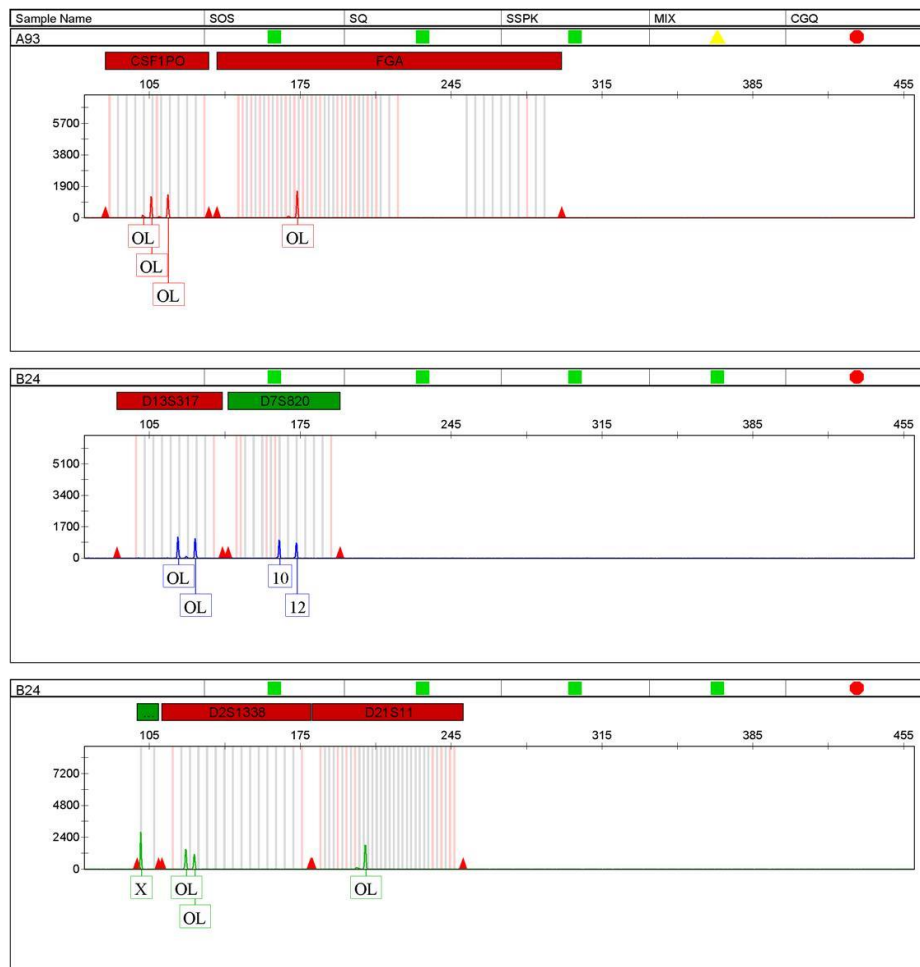 Sample Name SOS SQ SSPK MIX CGQ
A93
CSF1PO FGA
105 175 245 315 385 455
5700
3800
1900
0
OL OL
OL
OL
B24
D13S317 D7S820
105 175 245 315 385 455
5100
3400
1700
0
OL 10
OL 12
B24
... D2S1338 D21S11
105 175 245 315 385 455
7200
4800
2400
0
X OL OL
OL